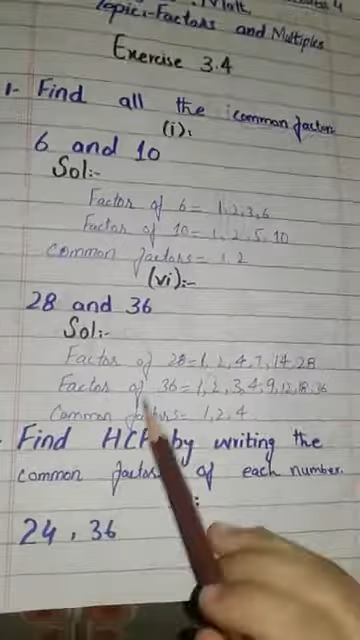 Topic:-Factors and Multiples
Exercise 3.4
1- Find all the common factors
(i):
6 and 10
Sol:-
Factor of 6 = 1,2,3,6
Factor of 10 = 1,2,5,10
common factors = 1,2
(vi):-
28 and 36
Sol:-
Factor of 28=1,2,4,7,14,28
Factor of 36=1,2,3,4,9,12,18,36
Common factors= 1,2,4
Find HCF by writing the
common factors of each number.
24, 36